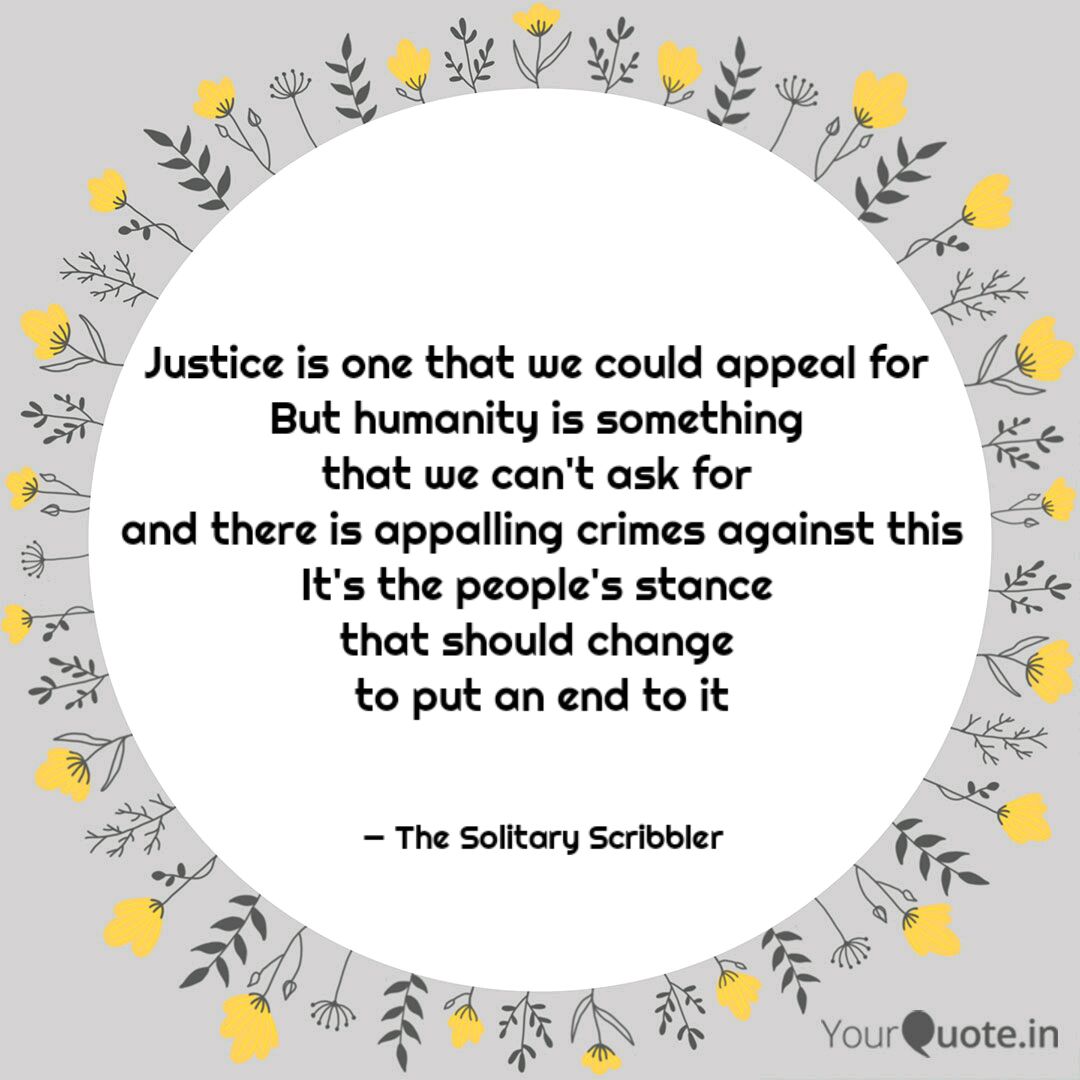 Justice is one that we could appeal for
But humanity is something
that we can't ask for
and there is appalling crimes against this
It's the people's stance
that should change
to put an end to it
– The Solitary Scribbler
YourQuote.in